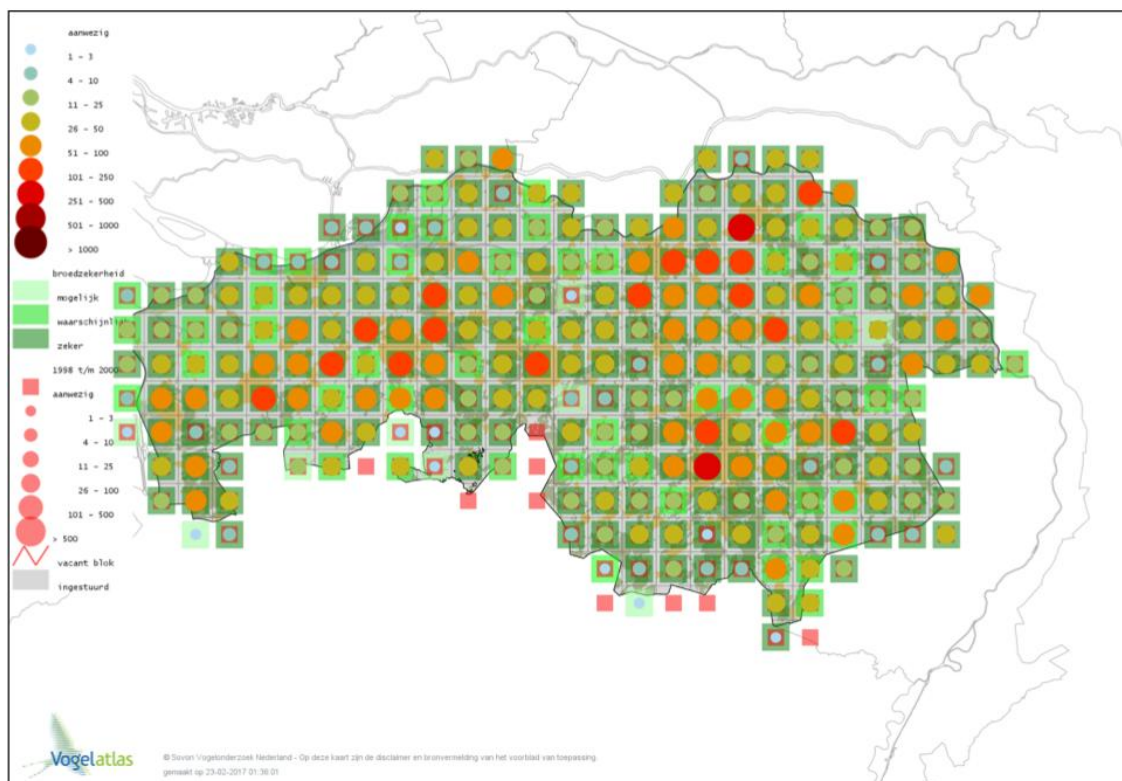 aanwezig
1 - 3
4 - 10
11 - 25
26 - 50
51 - 100
101 - 250
251 - 500
501 - 1000
> 1000
broedzekerheid
mogelijk
waarschijnlij
zeker
1998 t/m 2000
aanwezig
1 - 3
4 - 10
11 - 25
26 - 100
101 - 500
> 500
vacant blok
ingestuurd
Vogelatlas
© Sovon Vogelonderzoek Nederland - Op deze kaart zijn de disclaimer en bronvermelding van het voorblad van toepassing.
gemaakt op 23-02-2017 01:36:01